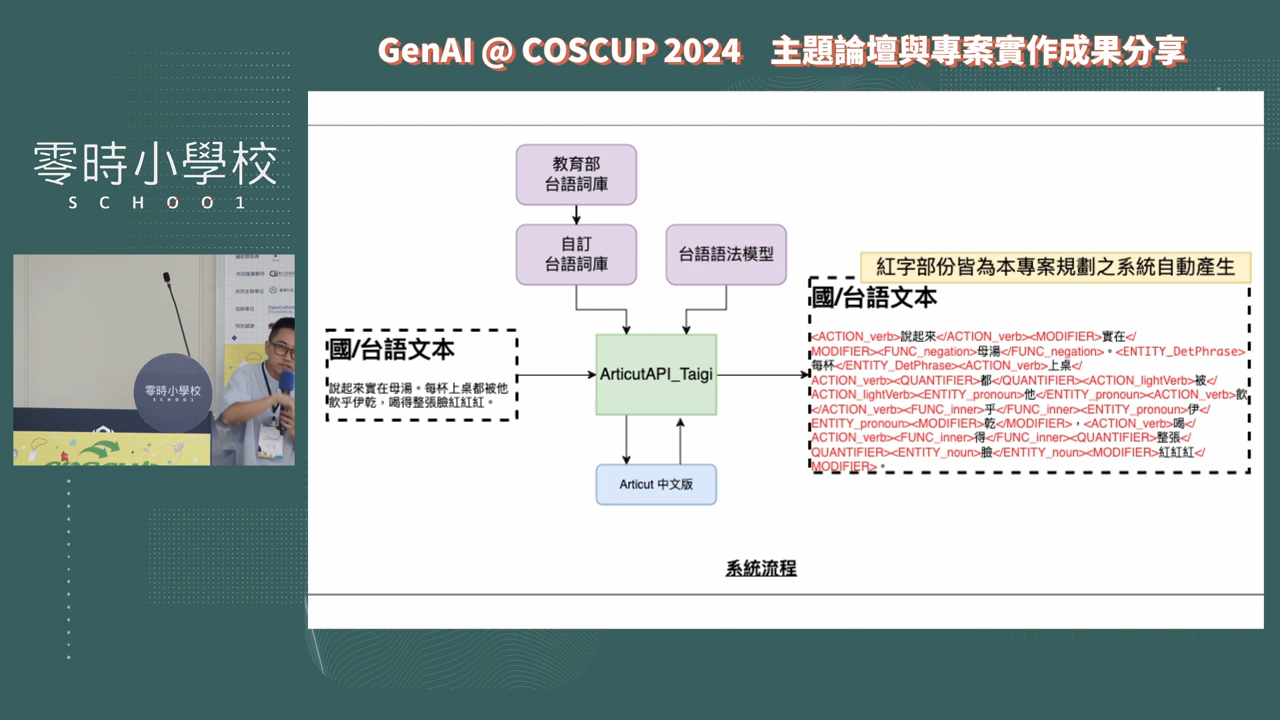 GenAI @ COSCUP 2024 主題論壇與專案實作成果分享
零時小學校
SCHOO1
零時小學校
SCHOO1
教育部
台語詞庫
自訂
台語詞庫
台語語法模型
紅字部份皆為本專案規劃之系統自動產生
國/台語文本
說起來實在母湯。每杯上桌都被他
飲乎伊乾，喝得整張臉紅紅紅。
ArticutAPI_Taigi
Articut 中文版
國/台語文本
<ACTION_verb>說起來</ACTION_verb><MODIFIER>實在</
MODIFIER><FUNC_negation>母湯</FUNC_negation>。<ENTITY_DetPhrase>
每杯</ENTITY_DetPhrase><ACTION_verb>上桌</
ACTION_verb><QUANTIFIER>都</QUANTIFIER><ACTION_lightVerb>被</
ACTION_lightVerb><ENTITY_pronoun>他</ENTITY_pronoun><ACTION_verb>飲
</ACTION_verb><FUNC_inner>乎</FUNC_inner><ENTITY_pronoun>伊</
ENTITY_pronoun><MODIFIER>乾</MODIFIER>，<ACTION_verb>喝</
ACTION_verb><FUNC_inner>得</FUNC_inner><QUANTIFIER>整張</
QUANTIFIER><ENTITY_noun>臉</ENTITY_noun><MODIFIER>紅紅紅</
MODIFIER>。
系統流程